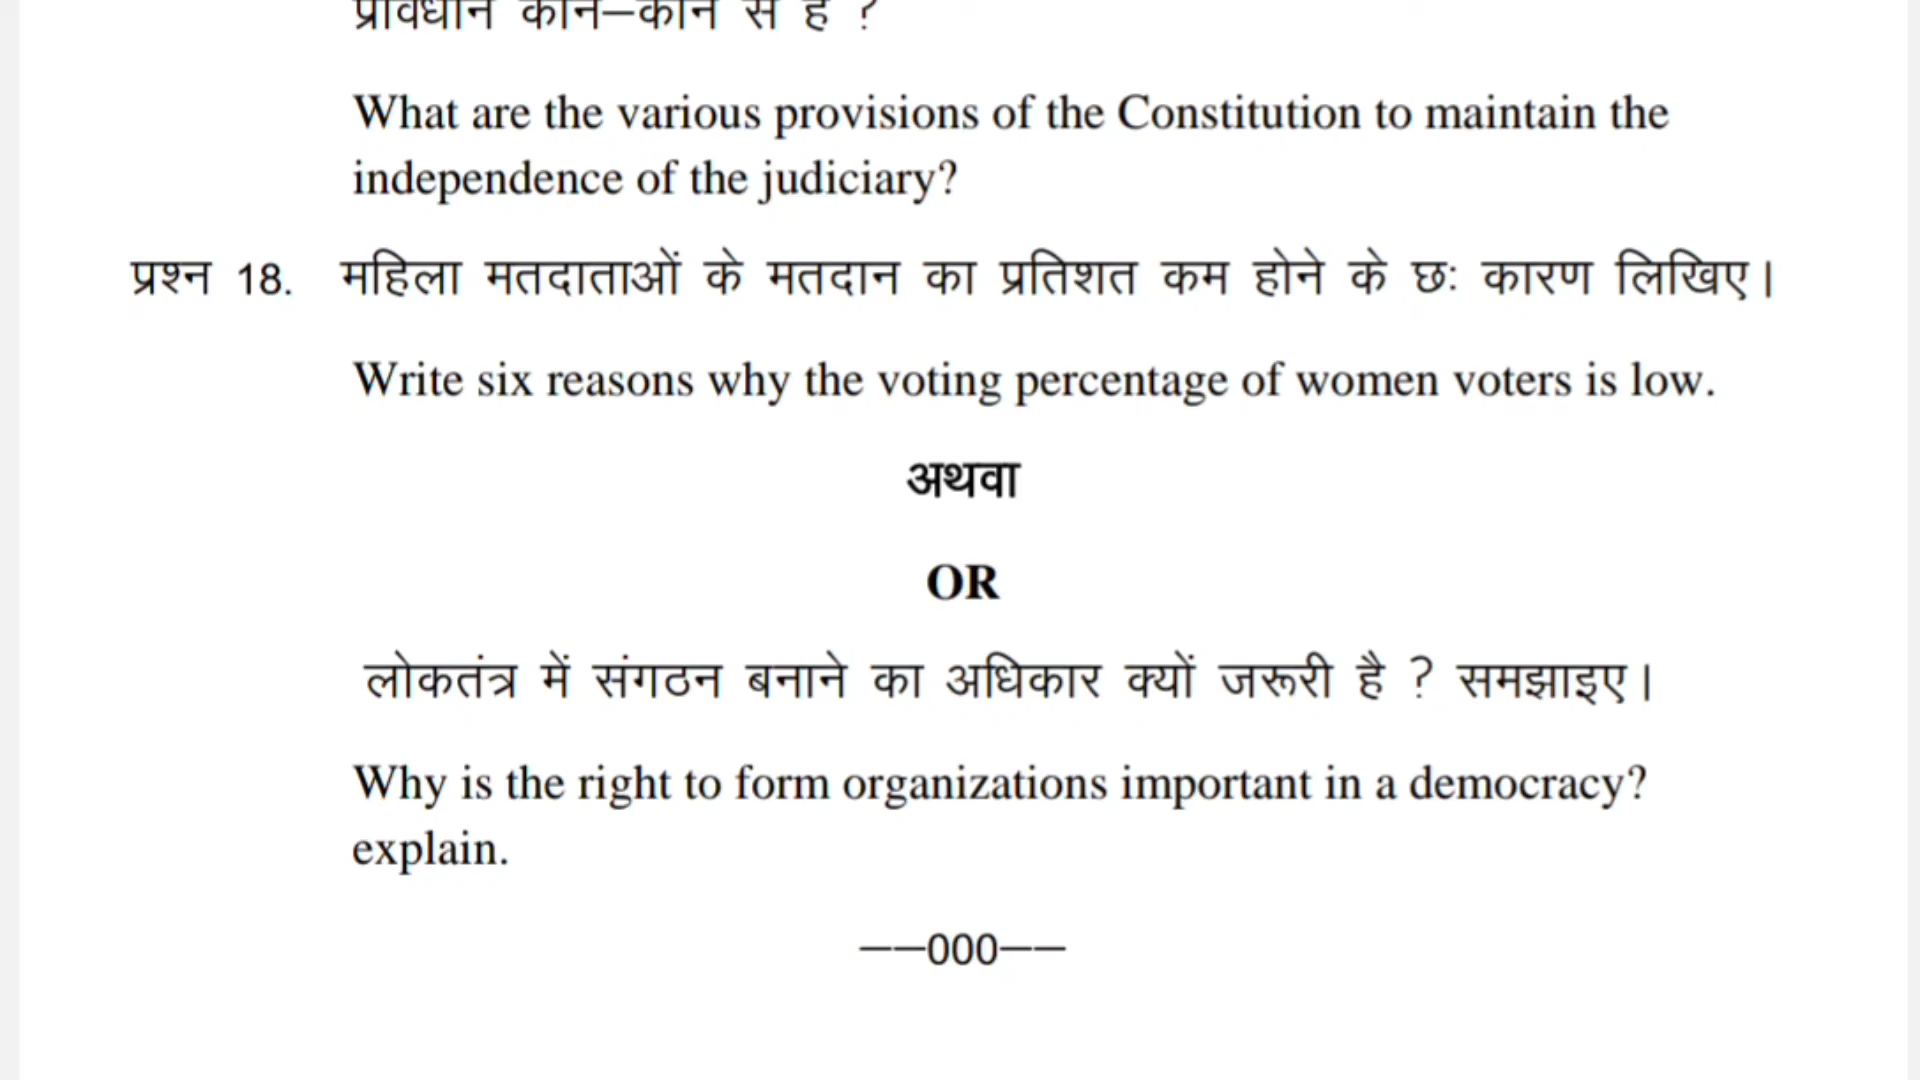 प्रावधान कौन–कौन से हैं ?
What are the various provisions of the Constitution to maintain the
independence of the judiciary?
प्रश्न 18. महिला मतदाताओं के मतदान का प्रतिशत कम होने के छः कारण लिखिए।
Write six reasons why the voting percentage of women voters is low.
अथवा
OR
लोकतंत्र में संगठन बनाने का अधिकार क्यों जरूरी है ? समझाइए।
Why is the right to form organizations important in a democracy?
explain.
——000——